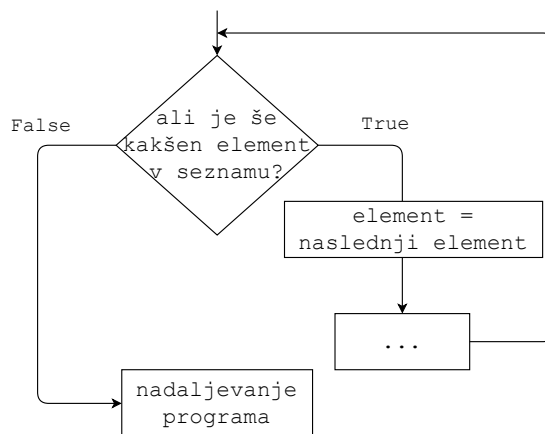 ali je še
kakšen element
v seznamu?
False
True
element =
naslednji element
...
nadaljevanje
programa